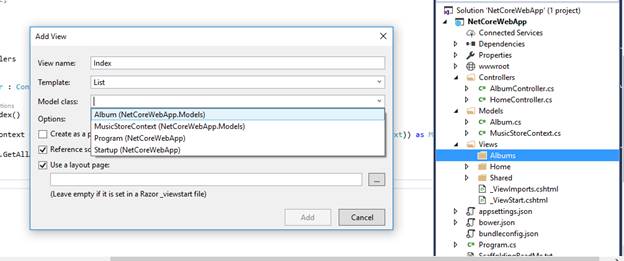 Add View
View name:
Index
Template:
List
Model class:
Album (NetCoreWebApp.Models)
MusicStoreContext (NetCoreWebApp.Models)
Program (NetCoreWebApp)
Startup (NetCoreWebApp)
Options:
Create as a p
Reference sc
Use a layout page:
...
(Leave empty if it is set in a Razor _viewstart file)
Add
Cancel
llers
r : Con
ndex()
ontext
.GetAll
xt)) as M
Solution 'NetCoreWebApp' (1 project)
NetCoreWebApp
Connected Services
Dependencies
Properties
wwwroot
Controllers
AlbumController.cs
HomeController.cs
Models
Album.cs
MusicStoreContext.cs
Views
Albums
Home
Shared
_ViewImports.cshtml
_ViewStart.cshtml
appsettings.json
bower.json
bundleconfig.json
Program.cs
ScaffoldingReadMe.txt